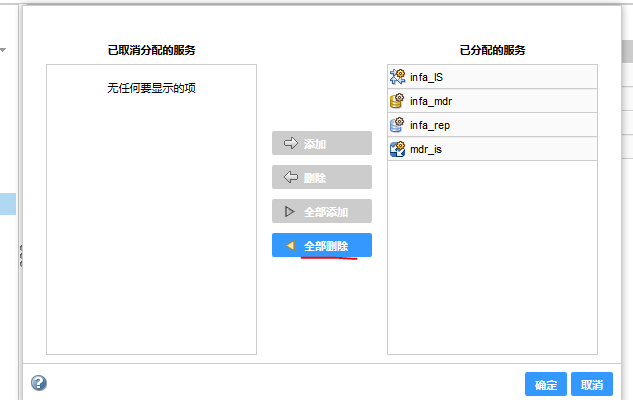 已取消分配的服务
无任何要显示的项
添加
删除
全部添加
全部删除
已分配的服务
infa_IS
infa_mdr
infa_rep
mdr_is
?
确定
取消